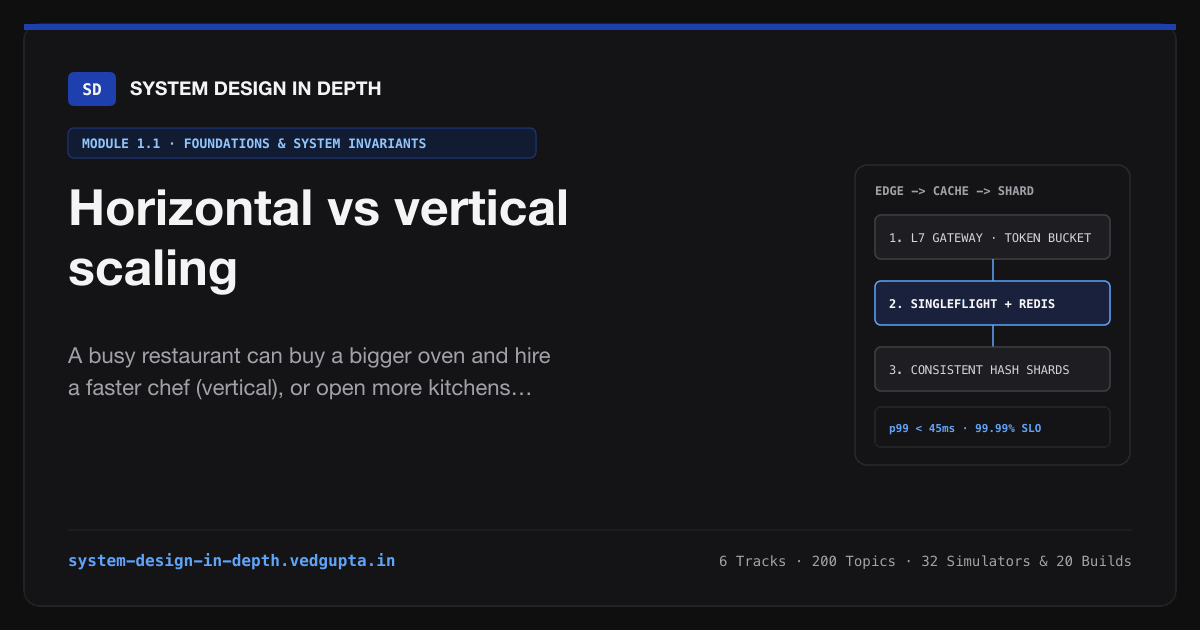 SD
SYSTEM DESIGN IN DEPTH
MODULE 1.1 · FOUNDATIONS & SYSTEM INVARIANTS
Horizontal vs vertical
scaling
A busy restaurant can buy a bigger oven and hire
a faster chef (vertical), or open more kitchens…
EDGE —> CACHE —> SHARD
1. L7 GATEWAY · TOKEN BUCKET
2. SINGLEFLIGHT + REDIS
3. CONSISTENT HASH SHARDS
p99 < 45ms · 99.99% SLO
system-design-in-depth.vedgupta.in
6 Tracks · 200 Topics · 32 Simulators & 20 Builds